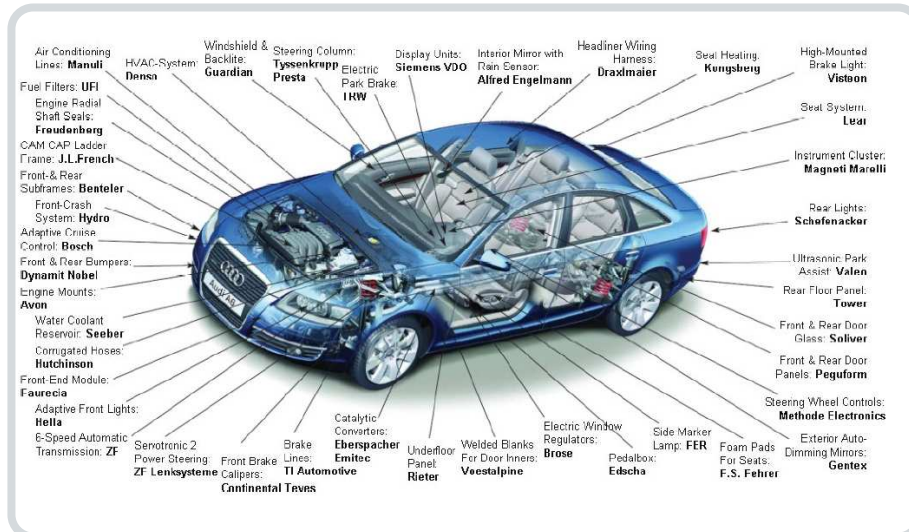 Air Conditioning
Lines: Manuli
HVAC-System:
Denso
Windshield &
Backlite:
Guardian
Steering Column:
Tyssenkrupp
Presta
Electric
Park Brake:
TRW
Display Units:
Siemens VDO
Interior Mirror with
Rain Sensor:
Alfred Engelmann
Headliner Wiring
Harness:
Draxlmaier
Seat Heating:
Kongsberg
High-Mounted
Brake Light:
Visteon
Fuel Filters: UFI
Engine Radial
Shaft Seals:
Freudenberg
CAM CAP Ladder
Frame: J.L.French
Front-& Rear
Subframes: Benteler
Front-Crash
System: Hydro
Adaptive Cruise
Control: Bosch
Front & Rear Bumpers:
Dynamit Nobel
Engine Mounts:
Avon
Water Coolant
Reservoir: Seeber
Corrugated Hoses:
Hutchinson
Front-End Module:
Faurecia
Adaptive Front Lights:
Hella
6-Speed Automatic
Transmission: ZF
Seat System:
Lear
Instrument Cluster:
Magneti Marelli
Rear Lights:
Schefenacker
Ultrasonic Park
Assist: Valeo
Rear Floor Panel:
Tower
Front & Rear Door
Glass: Soliver
Front & Rear Door
Panels: Peguform
Steering Wheel Controls:
Methode Electronics
Exterior Auto-
Dimming Mirrors:
Gentex
Audi AG
Servotronic 2
Power Steering:
ZF Lenksysteme
Front Brake
Calipers:
Continental Teves
Brake
Lines:
TI Automotive
Catalytic
Converters:
Eberspacher
Emitec
Underfloor
Panel:
Rieter
Welded Blanks
For Door Inners:
Voestalpine
Electric Window
Regulators:
Brose
Pedalbox:
Edscha
Side Marker
Lamp: FER
Foam Pads
For Seats:
F.S. Fehrer